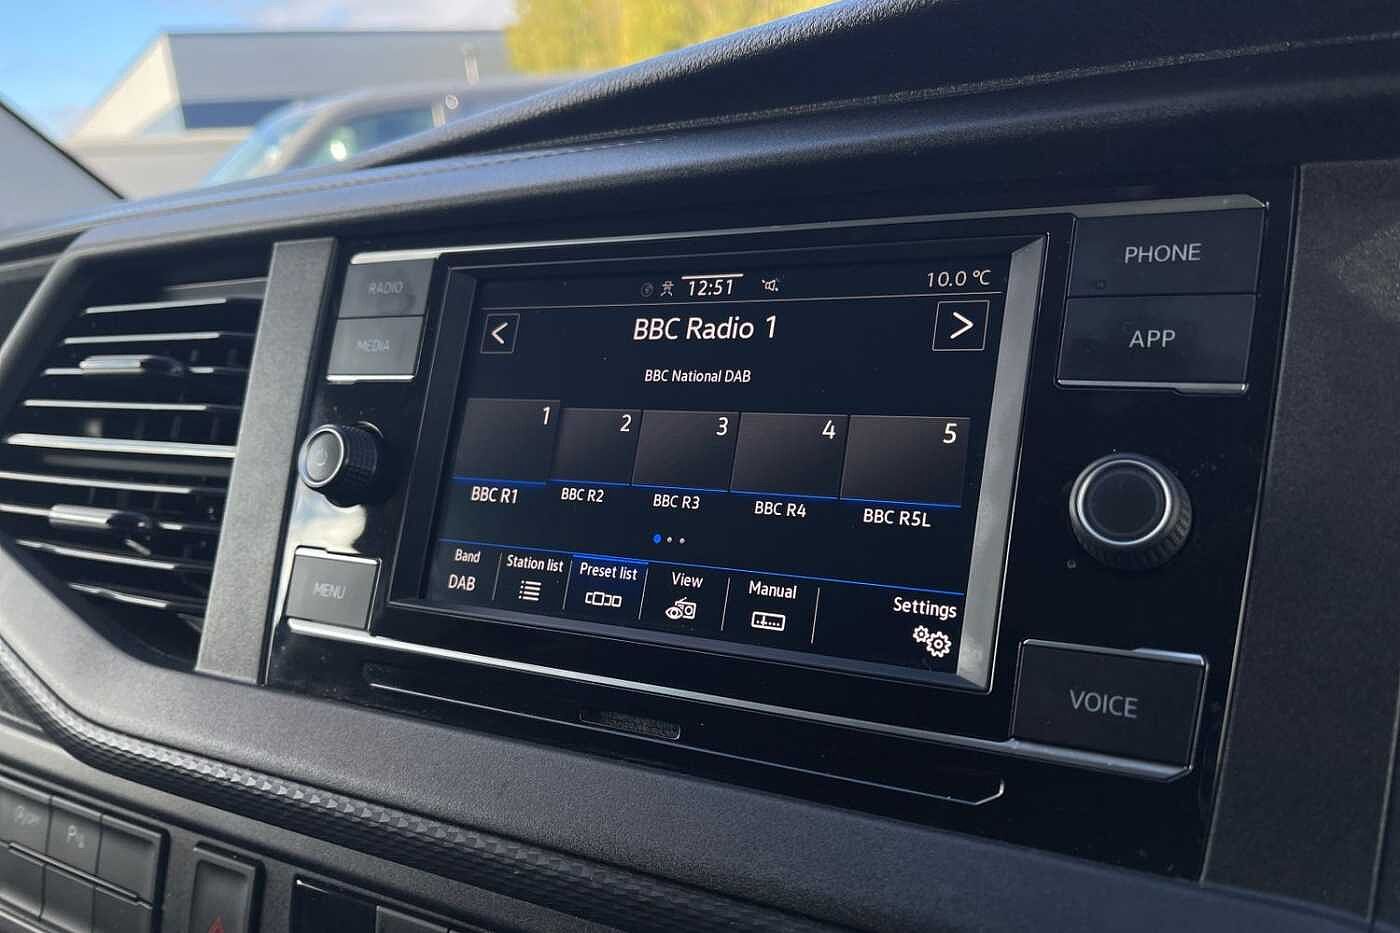 RADIO
MEDIA
MENU
12:51
10.0 °C
BBC Radio 1
BBC National DAB
1
2
3
4
5
BBC R1
BBC R2
BBC R3
BBC R4
BBC R5L
Band
DAB
Station list
Preset list
View
Manual
Settings
PHONE
APP
VOICE